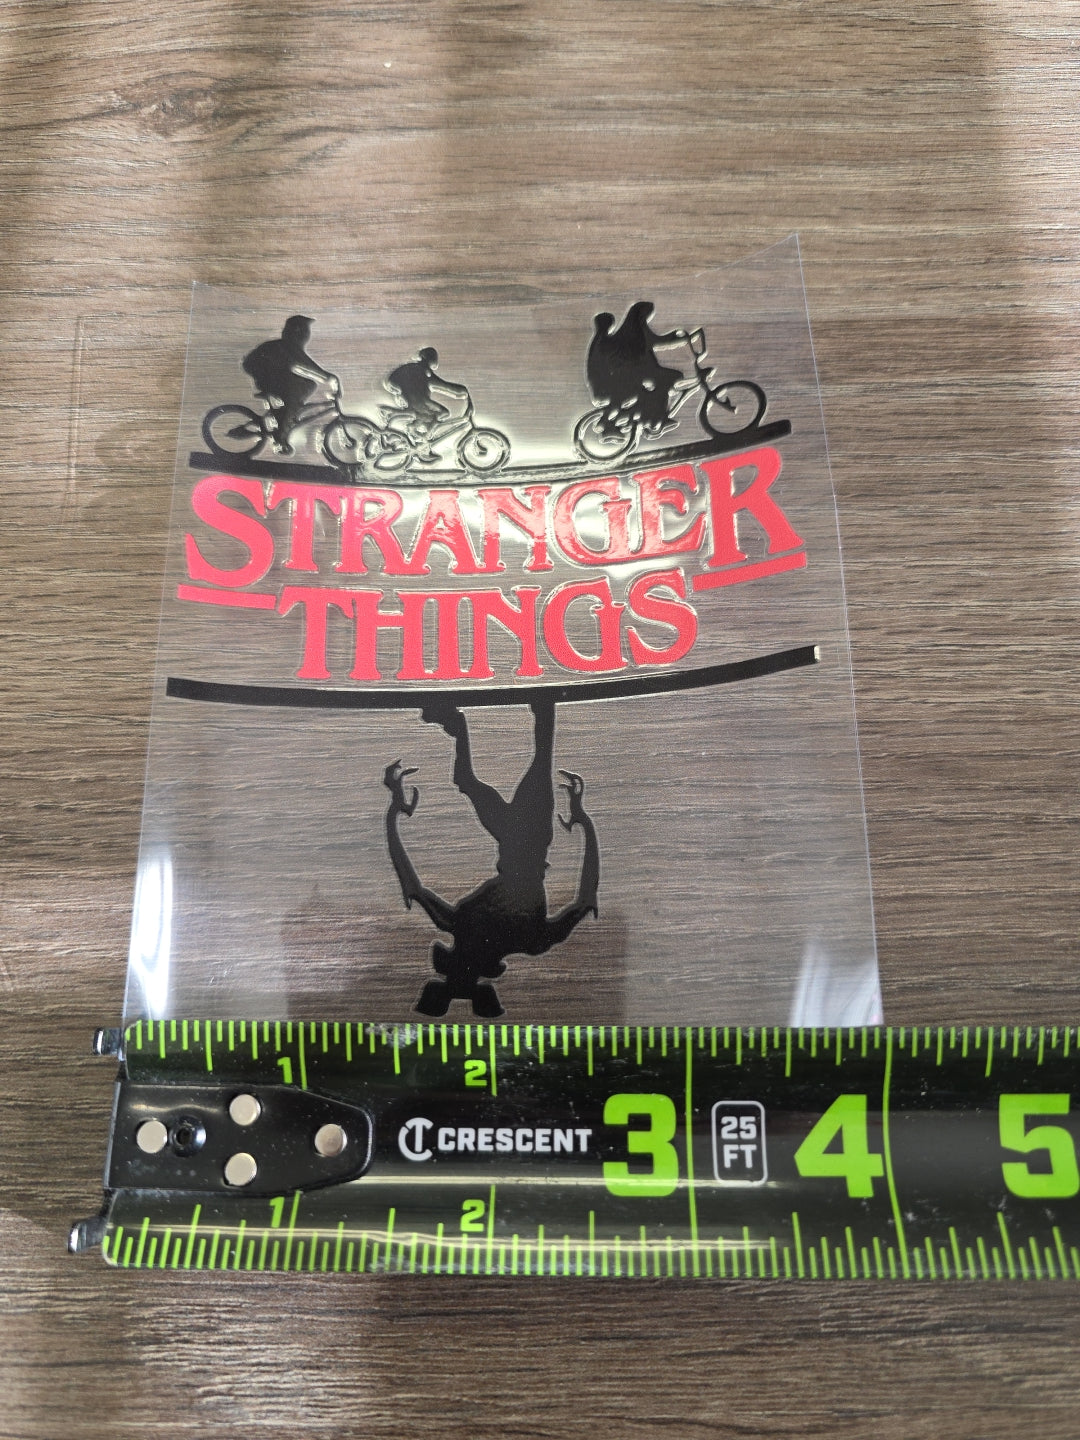 STRANGER
THINGS
1 2
CRESCENT 3 25 FT 4 5
1 2